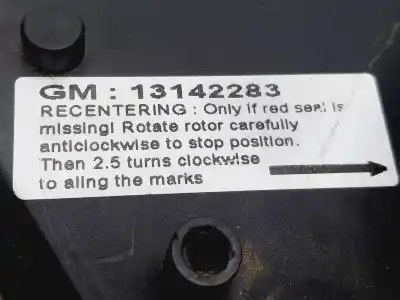 GM : 13142283
RECENTERING : Only if red seal is
missing! Rotate rotor carefully
anticlockwise to stop position.
Then 2.5 turns clockwise
to aling the marks